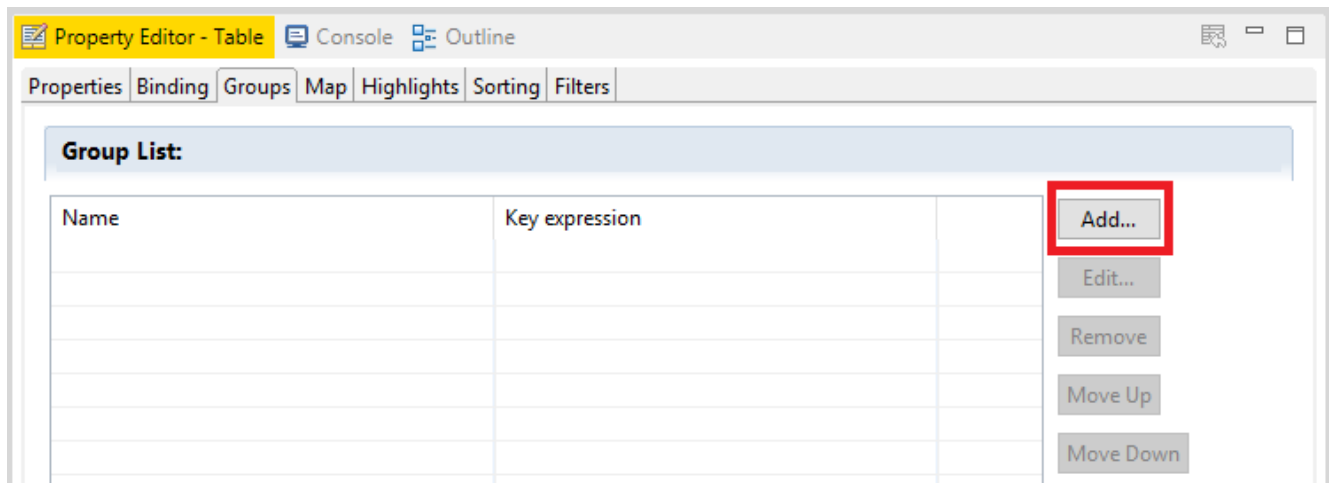 Property Editor - Table Console Outline
Properties Binding Groups Map Highlights Sorting Filters
Group List:
Name Key expression Add...
Edit...
Remove
Move Up
Move Down